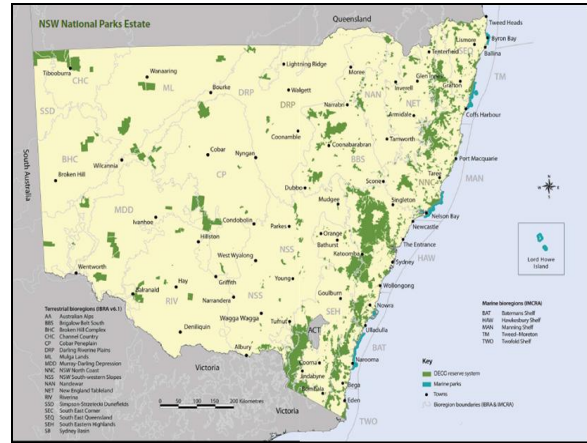 NSW National Parks Estate
Queensland
Tweed Heads
Byron Bay
Lismore
SEQ
Ballina
Tenterfield
TM
Tibooburra
CHC
Wanaaring
ML
Lightning Ridge
Moree
Bourke
DRP
Walgett
DRP
Inverell
Glen Innes
Grafton
SSD
NAN
NET
Narrabri
Armidale
Coffs Harbour
Coonamble
Coonabarabran
Tamworth
BHC
Wilcannia
Cobar
Nyngan
BBS
Port Macquarie
South Australia
Broken Hill
CP
Dubbo
Scone
Taree
NNC
MAN
MDD
Ivanhoe
Condobolin
Mudgee
Singleton
Nelson Bay
Newcastle
Hillston
Parkes
Orange
Bathurst
The Entrance
Lord Howe
Island
NSS
Katoomba
Sydney
HAW
West Wyalong
Wentworth
Balranald
Hay
Griffith
Young
Wollongong
RIV
Narrandera
NSS
Goulburn
SEH
Nowra
Deniliquin
Wagga Wagga
Tumut
ACT
Ulladulla
BAT
Albury
Victoria
Cooma
Narooma
Jindabyne
Bombala
Bega
Eden
Victoria
TWO
200 Kilometres
Terrestrial bioregions (IBRA v6.1)
AA Australian Alps
BBS Brigalow Belt South
BHC Broken Hill Complex
CHC Channel Country
CP Cobar Peneplain
DRP Darling Riverine Plains
ML Mulga Lands
MDD Murray-Darling Depression
NNC NSW North Coast
NSS NSW South-western Slopes
NAN Nandewar
NET New England Tableland
RIV Riverina
SSD Simpson-Strzelecki Dunefields
SEC South East Corner
SEQ South East Queensland
SEH South Eastern Highlands
SB Sydney Basin
Marine bioregions (IMCRA)
BAT Batemans Shelf
HAW Hawkesbury Shelf
MAN Manning Shelf
TM Tweed-Moreton
TWO Twofold Shelf
Key
DECC reserve system
Marine parks
Towns
Bioregion boundaries (IBRA & IMCRA)